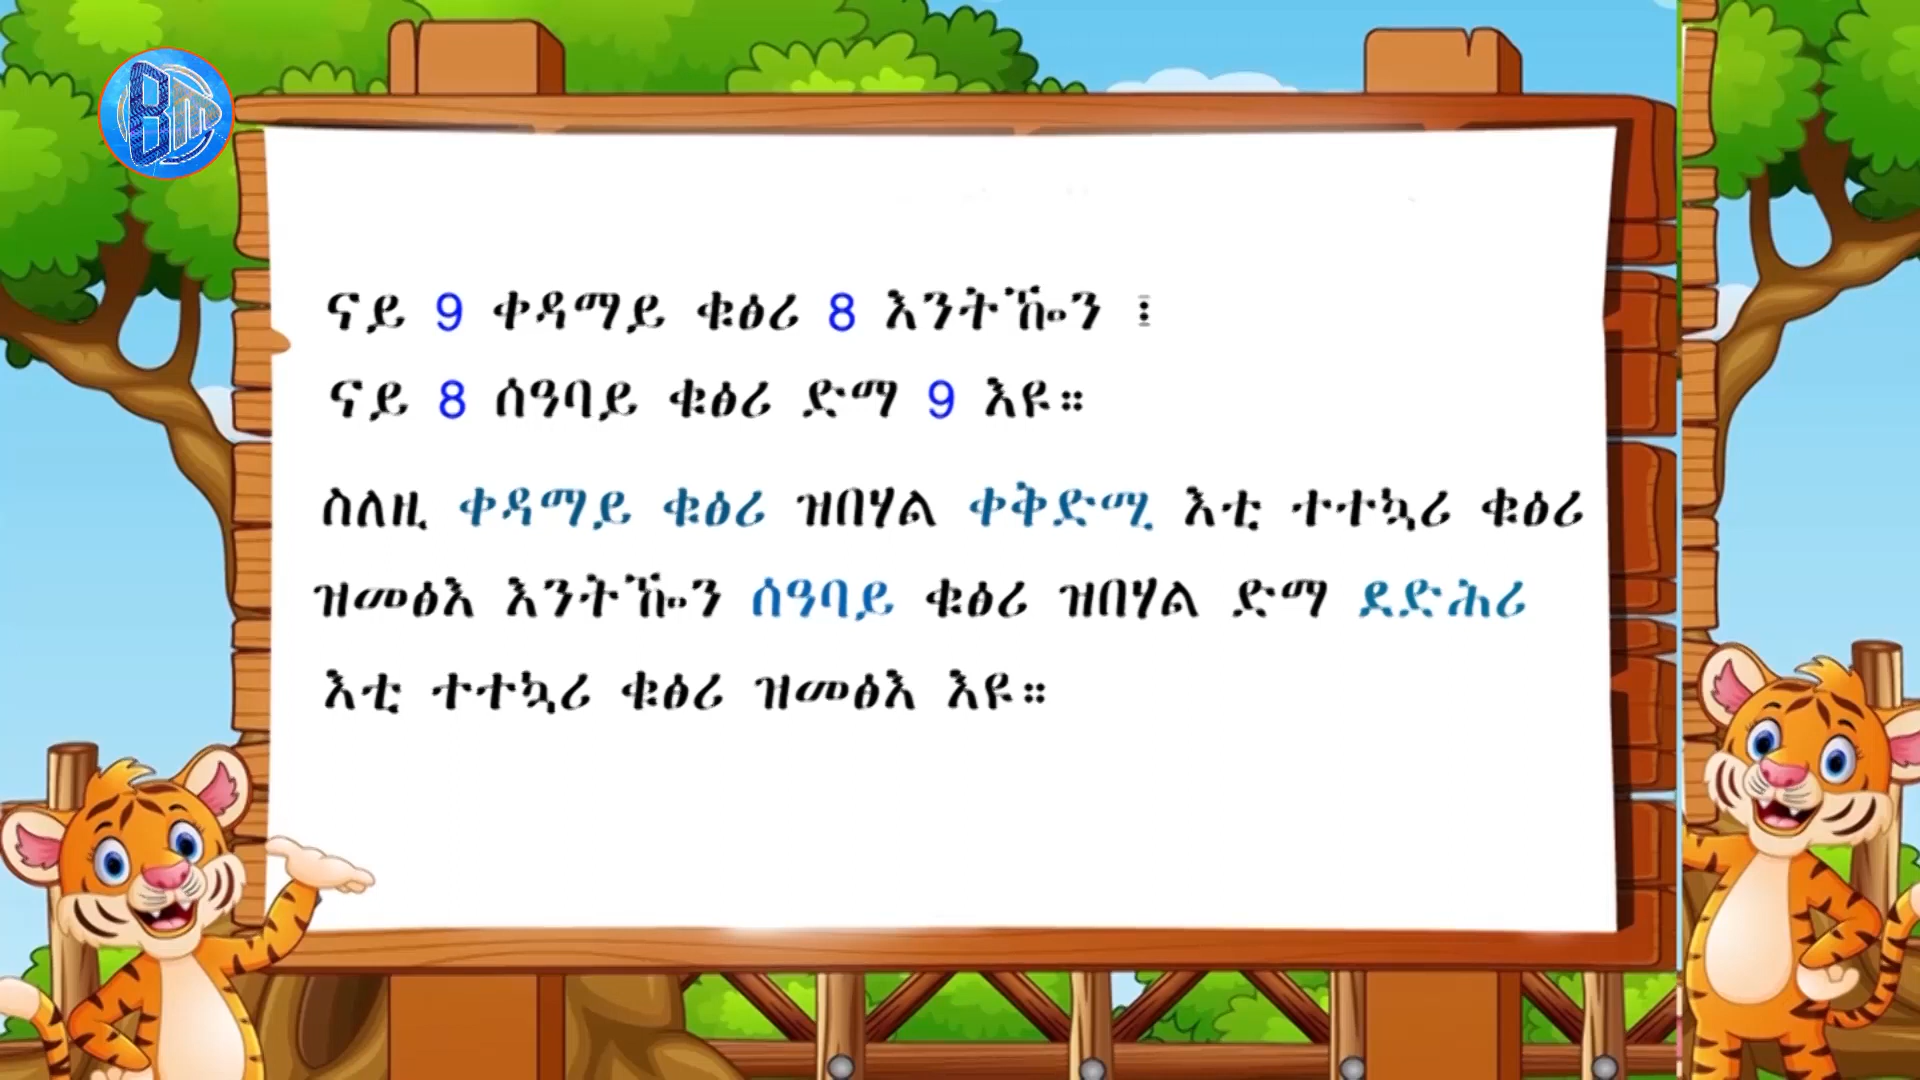 ናይ 9 ቀዳማይ ቁፅሪ 8 እንትኾን ፤
ናይ 8 ሰዓባይ ቁፅሪ ድማ 9 እዩ።
ስለዚ ቀዳማይ ቁፅሪ ዝበሃል ቀቅድሚ እቲ ተተኳሪ ቁፅሪ
ዝመፅእ እንትኾን ሰዓባይ ቁፅሪ ዝበሃል ድማ ደድሕሪ
እቲ ተተኳሪ ቁፅሪ ዝመፅእ እዩ።